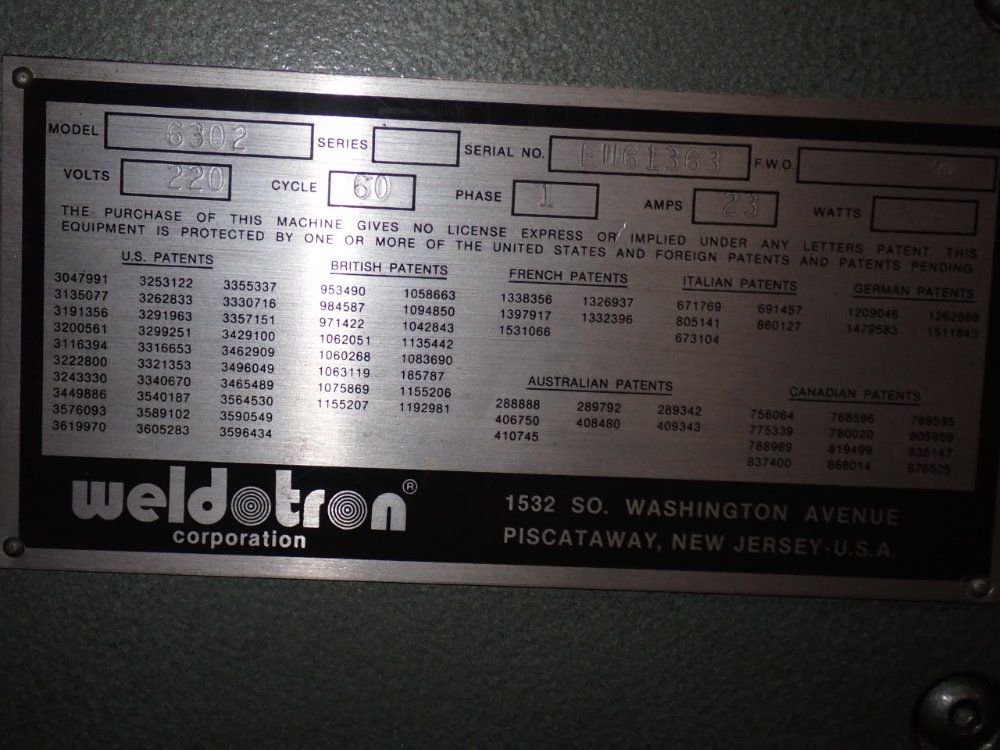 MODEL 6302 SERIES SERIAL NO. EU61363 F.W.O.
VOLTS 220 CYCLE 60 PHASE 1 AMPS 23 WATTS
THE PURCHASE OF THIS MACHINE GIVES NO LICENSE EXPRESS OR IMPLIED UNDER ANY LETTERS PATENT. THIS
EQUIPMENT IS PROTECTED BY ONE OR MORE OF THE UNITED STATES AND FOREIGN PATENTS AND PATENTS PENDING.
U.S. PATENTS
3047991 3253122 3355337
3135077 3262833 3330716
3191356 3291963 3357151
3200561 3299251 3429100
3116394 3316653 3462909
3222800 3321353 3496049
3243330 3340670 3465489
3449886 3540187 3564530
3576093 3589102 3590549
3619970 3605283 3596434
BRITISH PATENTS
953490 1058663
984587 1094850
971422 1042843
1062051 1135442
1060268 1083690
1063119 185787
1075869 1155206
1155207 1192981
FRENCH PATENTS
1338356 1326937
1397917 1332396
1531066
ITALIAN PATENTS
671769 691457
805141 860127
673104
GERMAN PATENTS
1209046 1262869
1479583 1511843
AUSTRALIAN PATENTS
288888 289792 289342
406750 408480 409343
410745
CANADIAN PATENTS
756064 768596 768595
775339 780020 805959
788969 819499 835147
837400 866014 876525
weldotron®
corporation
1532 SO. WASHINGTON AVENUE
PISCATAWAY, NEW JERSEY-U.S.A.